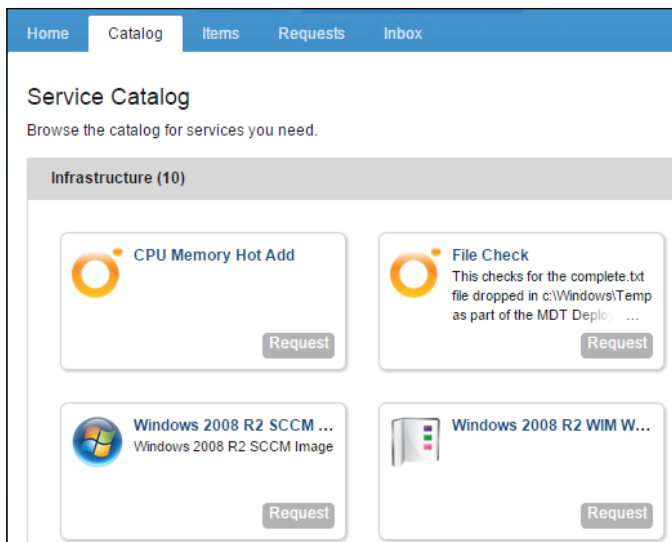 Home Catalog Items Requests Inbox
Service Catalog
Browse the catalog for services you need.
Infrastructure (10)
CPU Memory Hot Add
Request
File Check
This checks for the complete.txt
file dropped in c:\Windows\Temp
as part of the MDT Deplo ...
Request
Windows 2008 R2 SCCM ...
Windows 2008 R2 SCCM Image
Request
Windows 2008 R2 WIM W...
Request